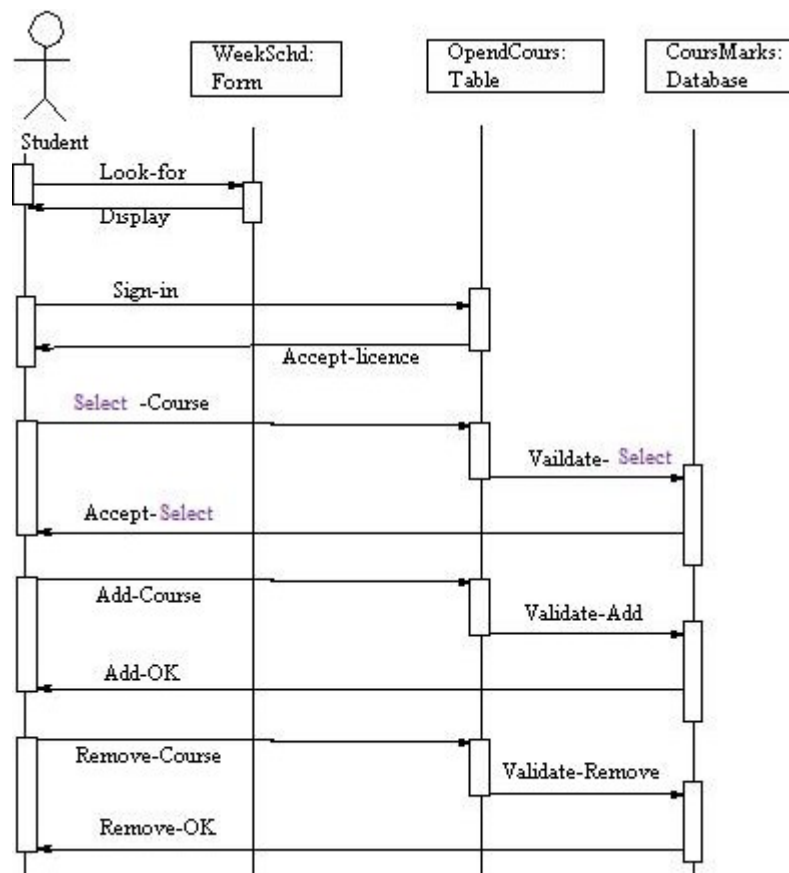 WeekSchd:
Form
OpendCours:
Table
CoursMarks:
Database
Student
Look-for
Display
Sign-in
Accept-licence
Select -Course
Vaildate- Select
Accept-Select
Add-Course
Validate-Add
Add-OK
Remove-Course
Validate-Remove
Remove-OK